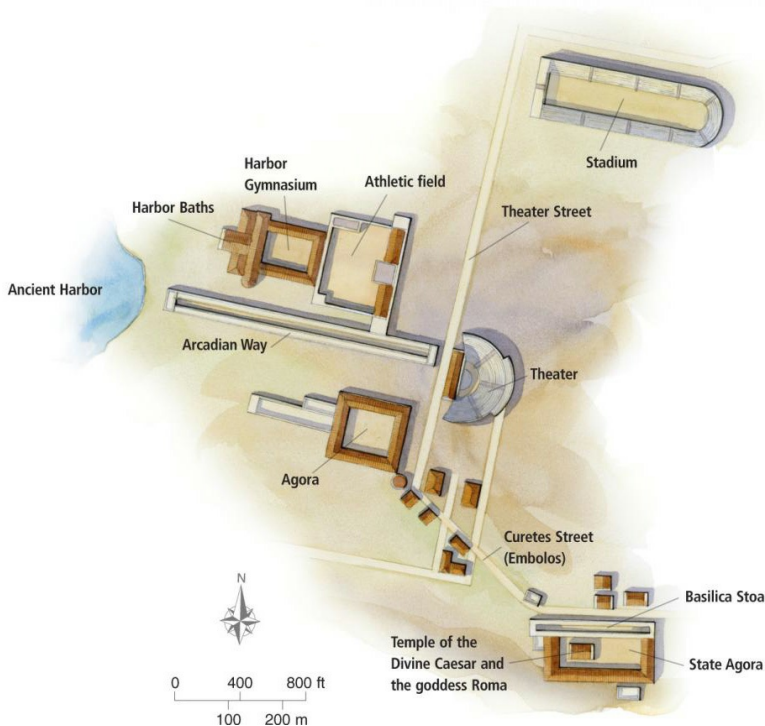 Stadium
Harbor
Gymnasium
Athletic field
Harbor Baths
Theater Street
Ancient Harbor
Arcadian Way
Theater
Agora
Curetes Street
(Embolos)
Basilica Stoa
Temple of the
Divine Caesar and
the goddess Roma
State Agora
N
0 400 800 ft
100 200 m